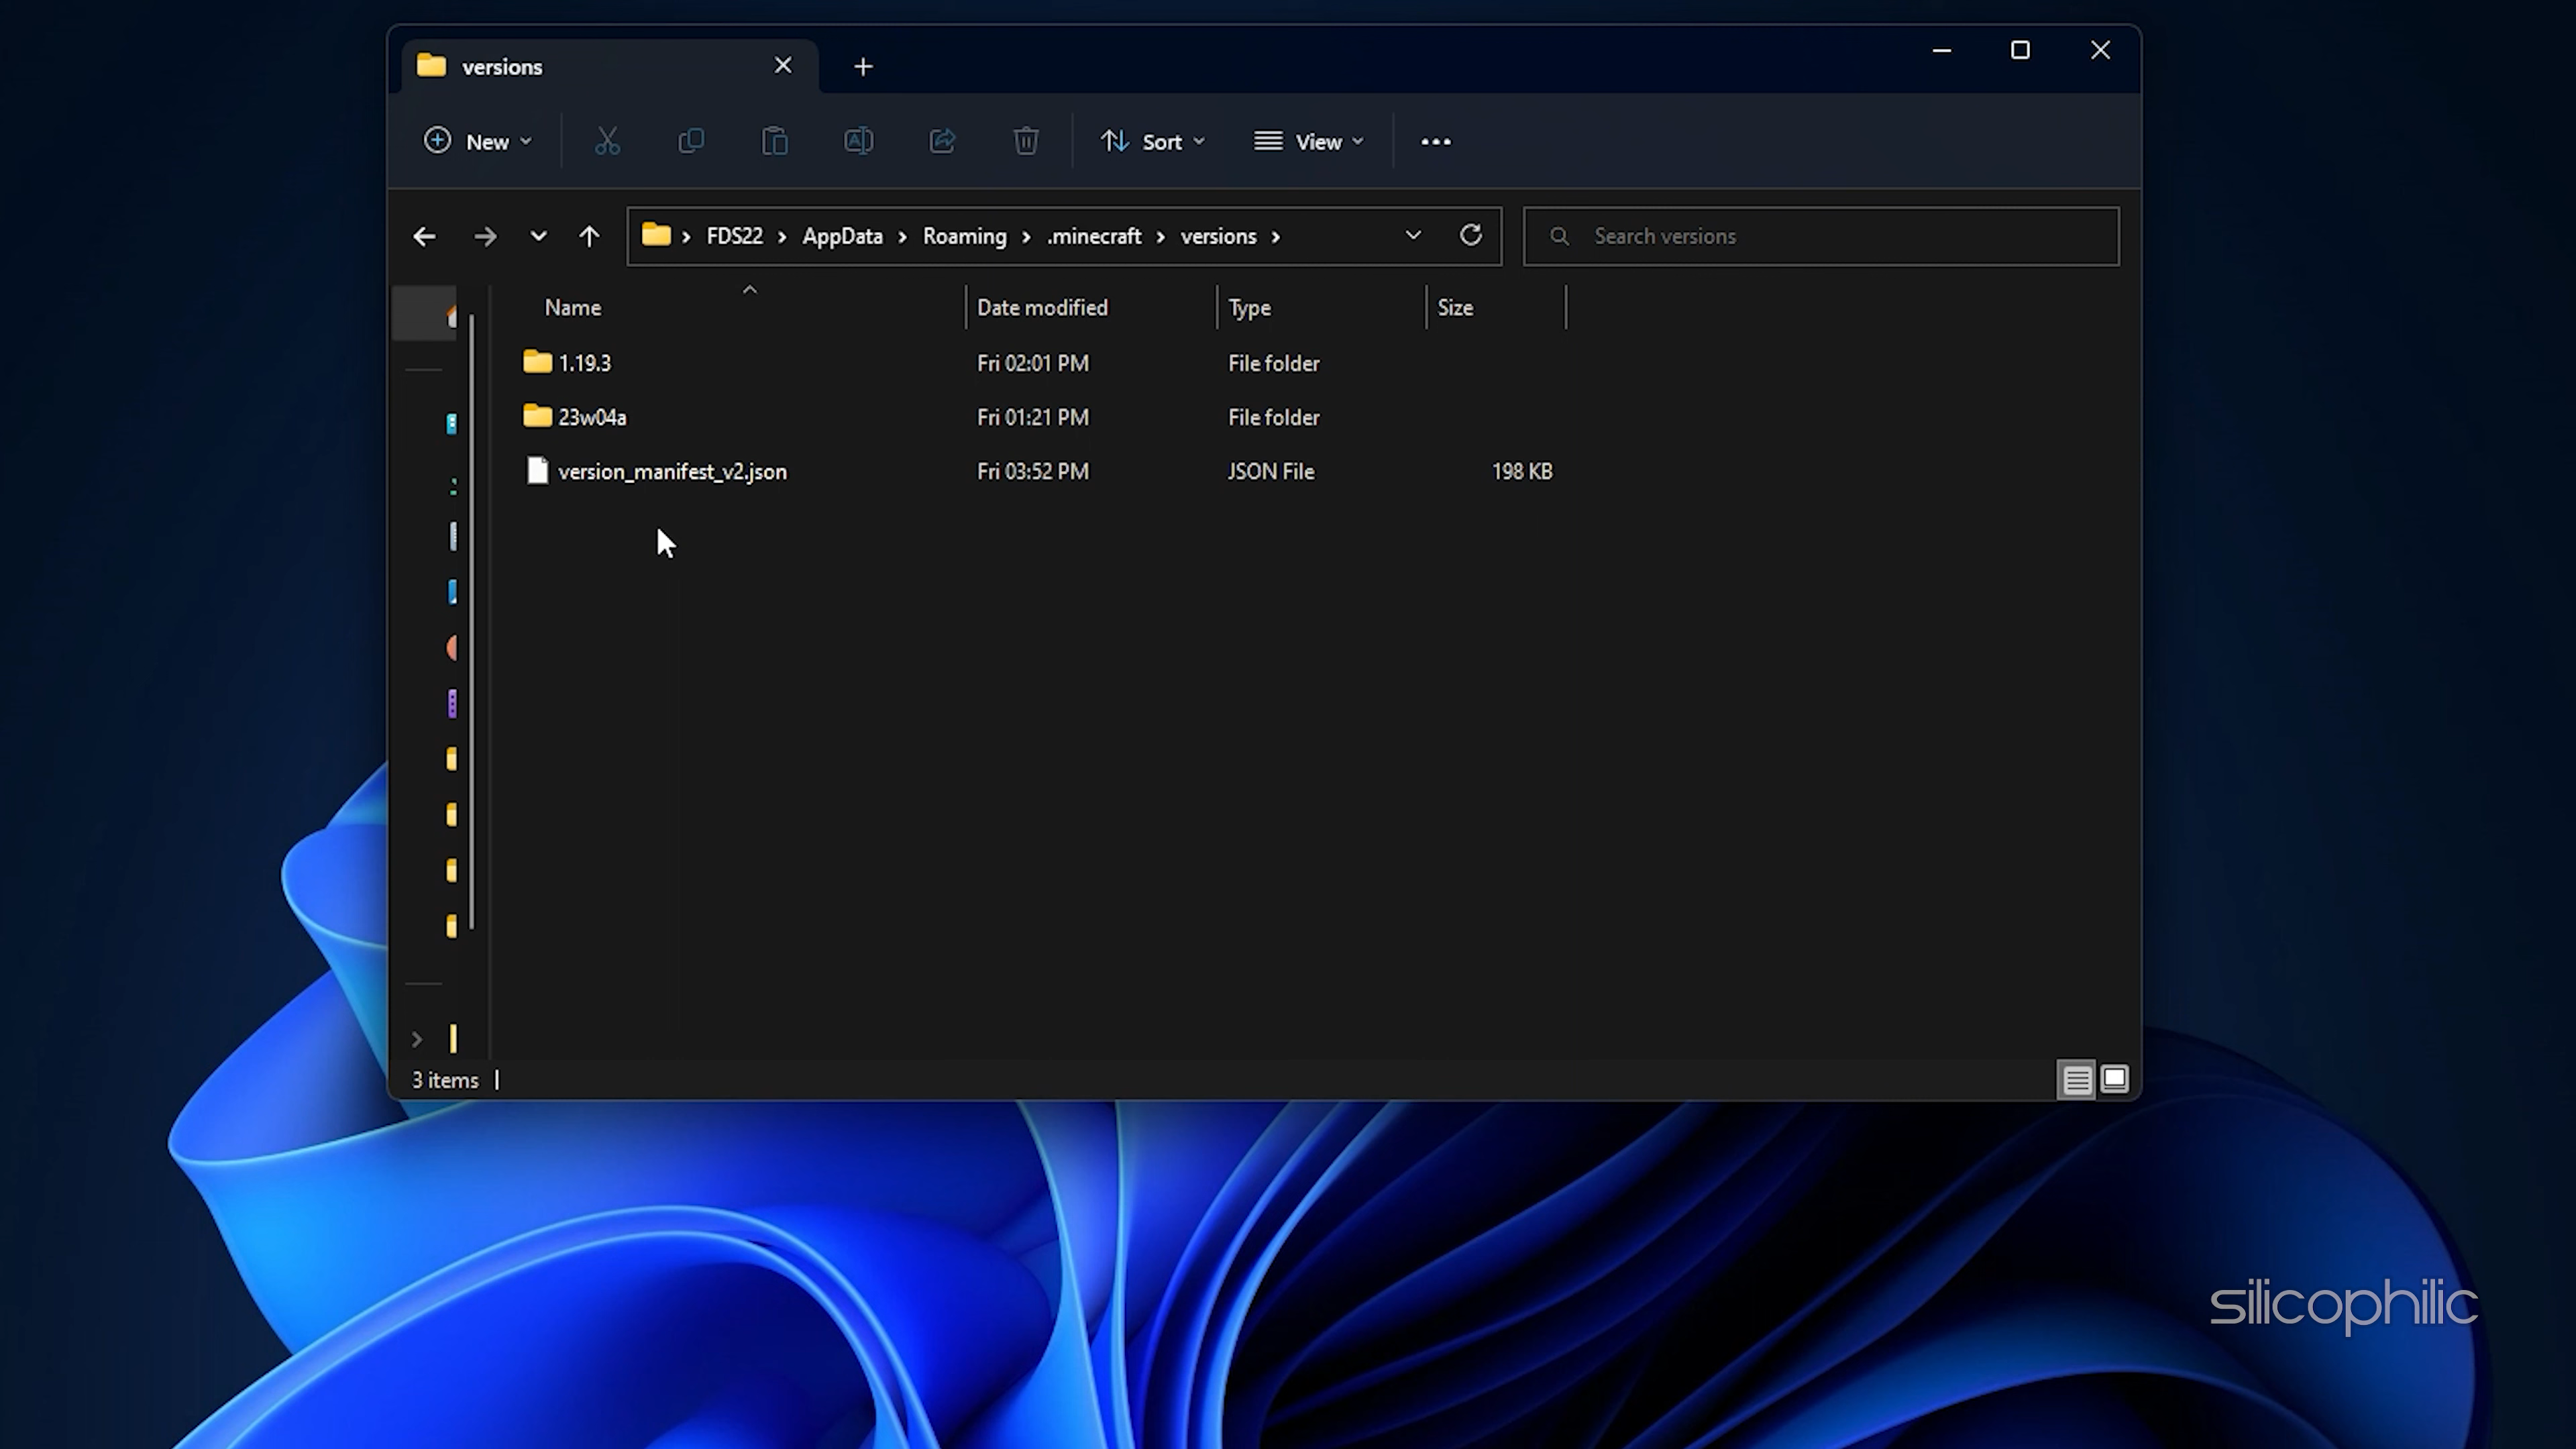 versions
New
Sort
View
FDS22 > AppData > Roaming > .minecraft > versions >
Search versions
Name Date modified Type Size
1.19.3 Fri 02:01 PM File folder
23w04a Fri 01:21 PM File folder
version_manifest_v2.json Fri 03:52 PM JSON File 198 KB
3 items
silicophilic